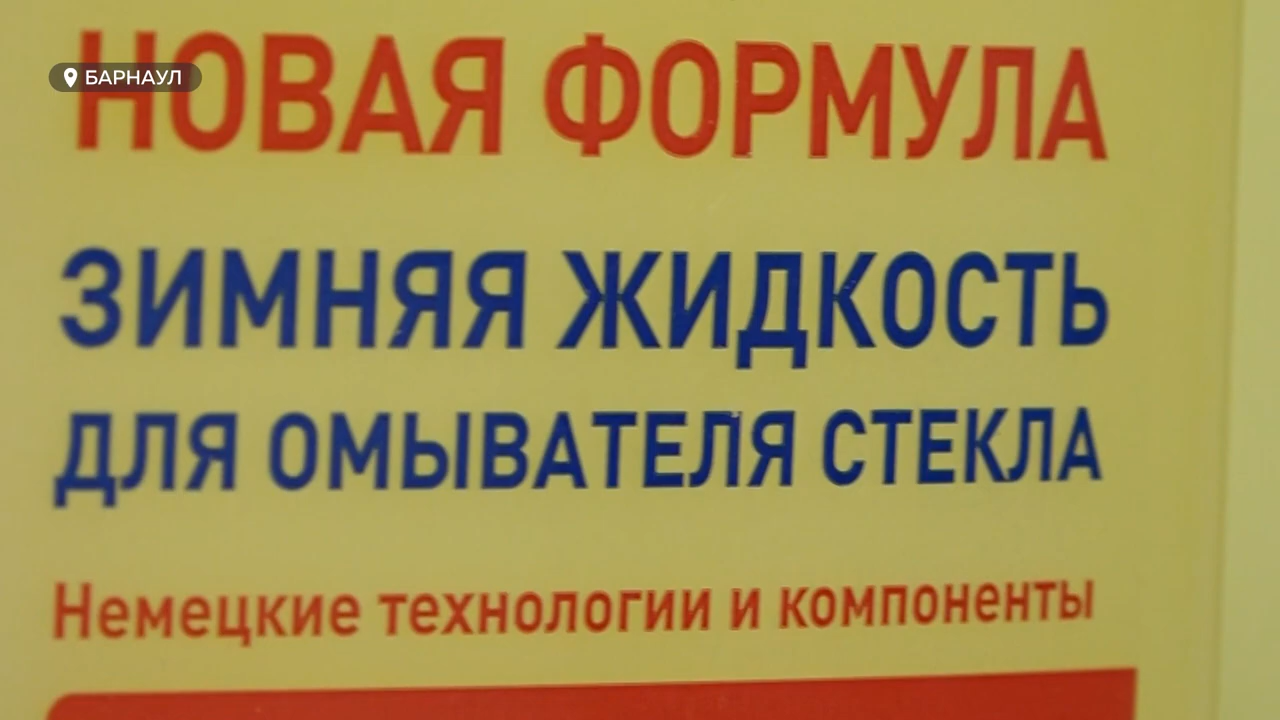 БАРНАУЛ
НОВАЯ ФОРМУЛА
ЗИМНЯЯ ЖИДКОСТЬ
ДЛЯ ОМЫВАТЕЛЯ СТЕКЛА
Немецкие технологии и компоненты